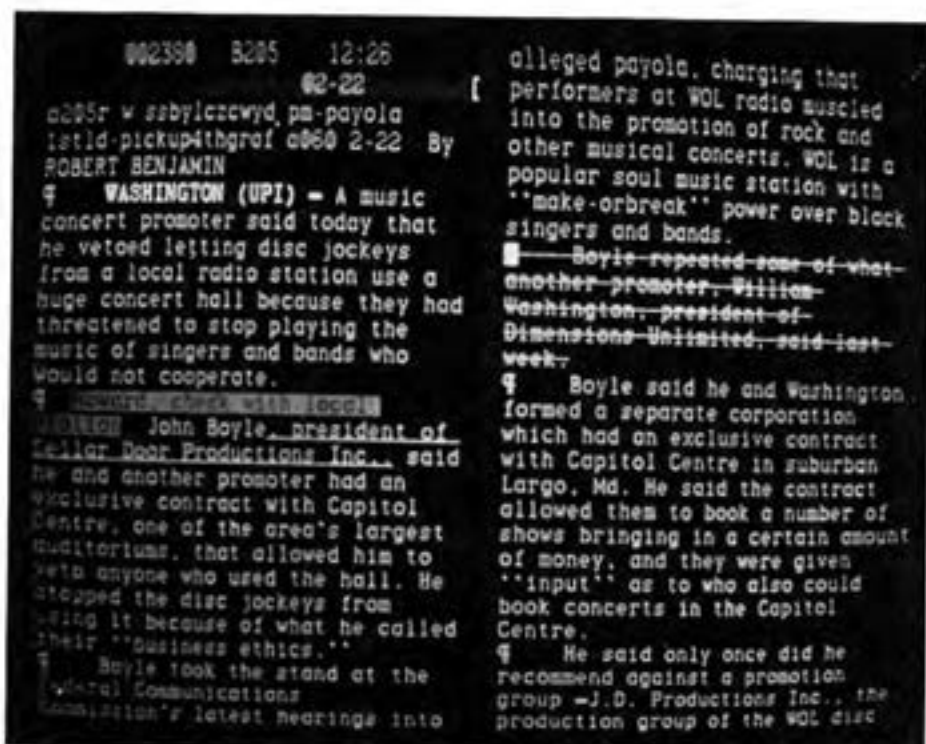 002380 B205 12:26
02-22
a205r w ssbylczcwyd pm-payola
1stld-pickup4thgraf a060 2-22 By
ROBERT BENJAMIN
¶ WASHINGTON (UPI) — A music
concert promoter said today that
he vetoed letting disc jockeys
from a local radio station use a
huge concert hall because they had
threatened to stop playing the
music of singers and bands who
would not cooperate.
¶ check with local
station John Boyle, president of
Cellar Door Productions Inc., said
he and another promoter had an
exclusive contract with Capitol
Centre, one of the area's largest
auditoriums, that allowed him to
veto anyone who used the hall. He
stopped the disc jockeys from
using it because of what he called
their ``business ethics.''
¶ Boyle took the stand at the
Federal Communications
Commission's latest hearings into
[
alleged payola, charging that
performers at WOL radio muscled
into the promotion of rock and
other musical concerts. WOL is a
popular soul music station with
``make-orbreak'' power over black
singers and bands.
Boyle repeated some of what
another promoter, William
Washington, president of
Dimensions Unlimited, said last
week.
¶ Boyle said he and Washington
formed a separate corporation
which had an exclusive contract
with Capitol Centre in suburban
Largo, Md. He said the contract
allowed them to book a number of
shows bringing in a certain amount
of money, and they were given
``input'' as to who also could
book concerts in the Capitol
Centre.
¶ He said only once did he
recommend against a promotion
group —J.D. Productions Inc., the
production group of the WOL disc